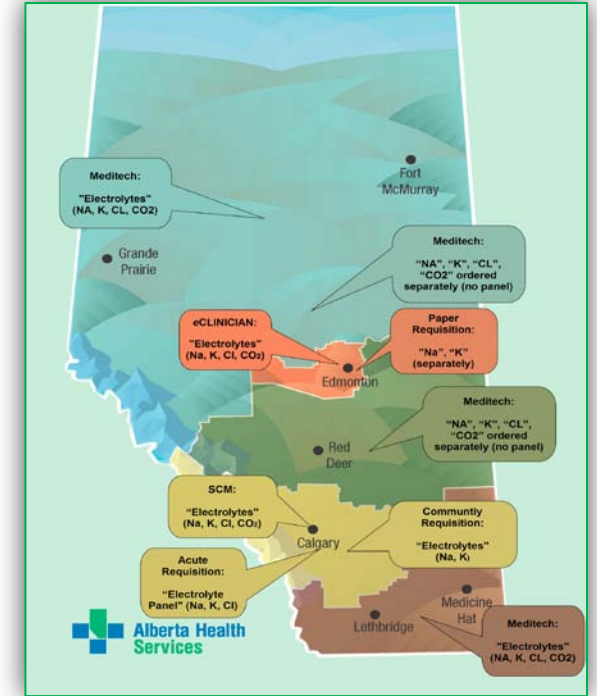 Fort
McMurray
Meditech:
"Electrolytes"
(NA, K, CL, CO2)
Grande
Prairie
Meditech:
“NA”, “K”, “CL”,
“CO2” ordered
separately (no panel)
eCLINICIAN:
"Electrolytes"
(Na, K, Cl, CO₂)
Paper
Requisition:
"Na", "K"
(separately)
Edmonton
Meditech:
“NA”, “K”, “CL”,
“CO2” ordered
separately (no panel)
Red
Deer
SCM:
“Electrolytes”
(Na, K, Cl, CO₂)
Communtiy
Requisition:
“Electrolytes”
(Na, K)
Calgary
Acute
Requisition:
“Electrolyte
Panel” (Na, K, Cl)
Medicine
Hat
Lethbridge
Meditech:
"Electrolytes"
(NA, K, CL, CO2)
Alberta Health
Services